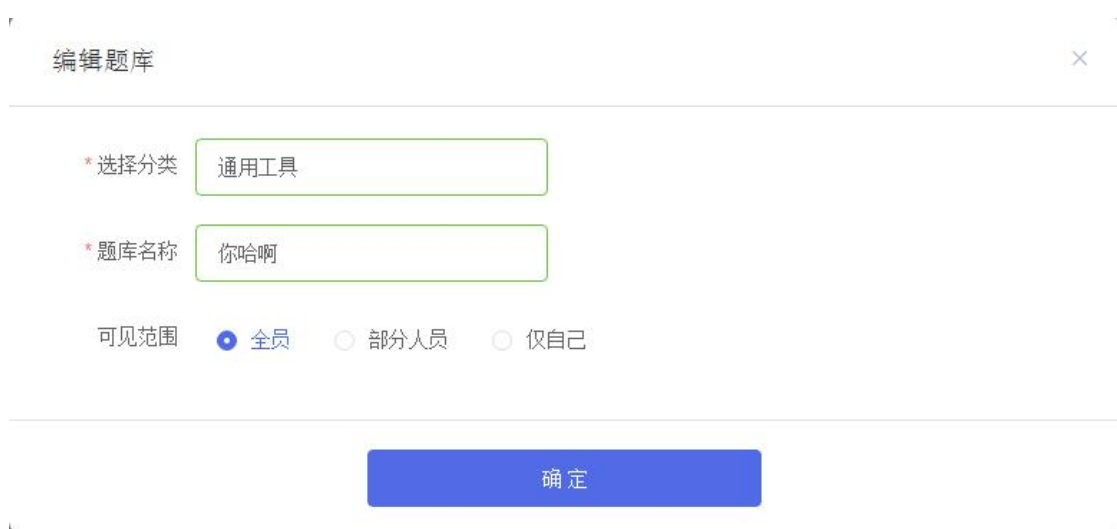 编辑题库
*选择分类 通用工具
*题库名称 你哈啊
可见范围 全员 部分人员 仅自己
确定